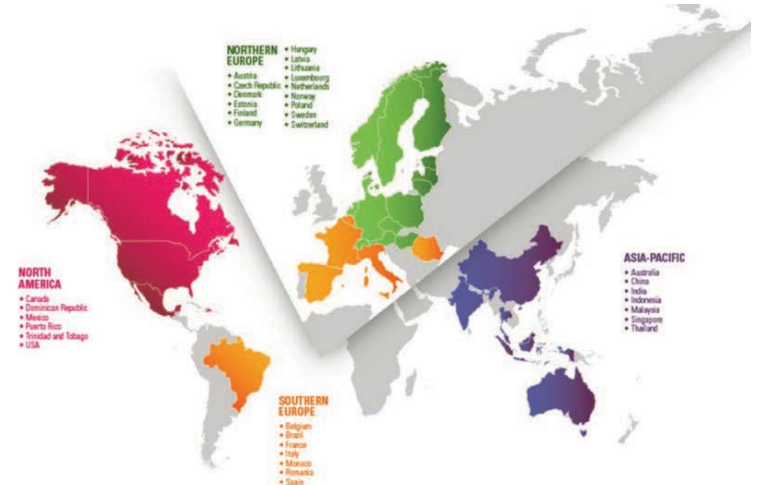 NORTHERN
EUROPE
• Austria
• Czech Republic
• Denmark
• Estonia
• Finland
• Germany
• Hungary
• Latvia
• Lithuania
• Luxembourg
• Netherlands
• Norway
• Poland
• Sweden
• Switzerland
NORTH
AMERICA
• Canada
• Dominican Republic
• Mexico
• Puerto Rico
• Trinidad and Tobago
• USA
SOUTHERN
EUROPE
• Belgium
• Brazil
• France
• Italy
• Monaco
• Romania
• Spain
ASIA-PACIFIC
• Australia
• China
• India
• Indonesia
• Malaysia
• Singapore
• Thailand